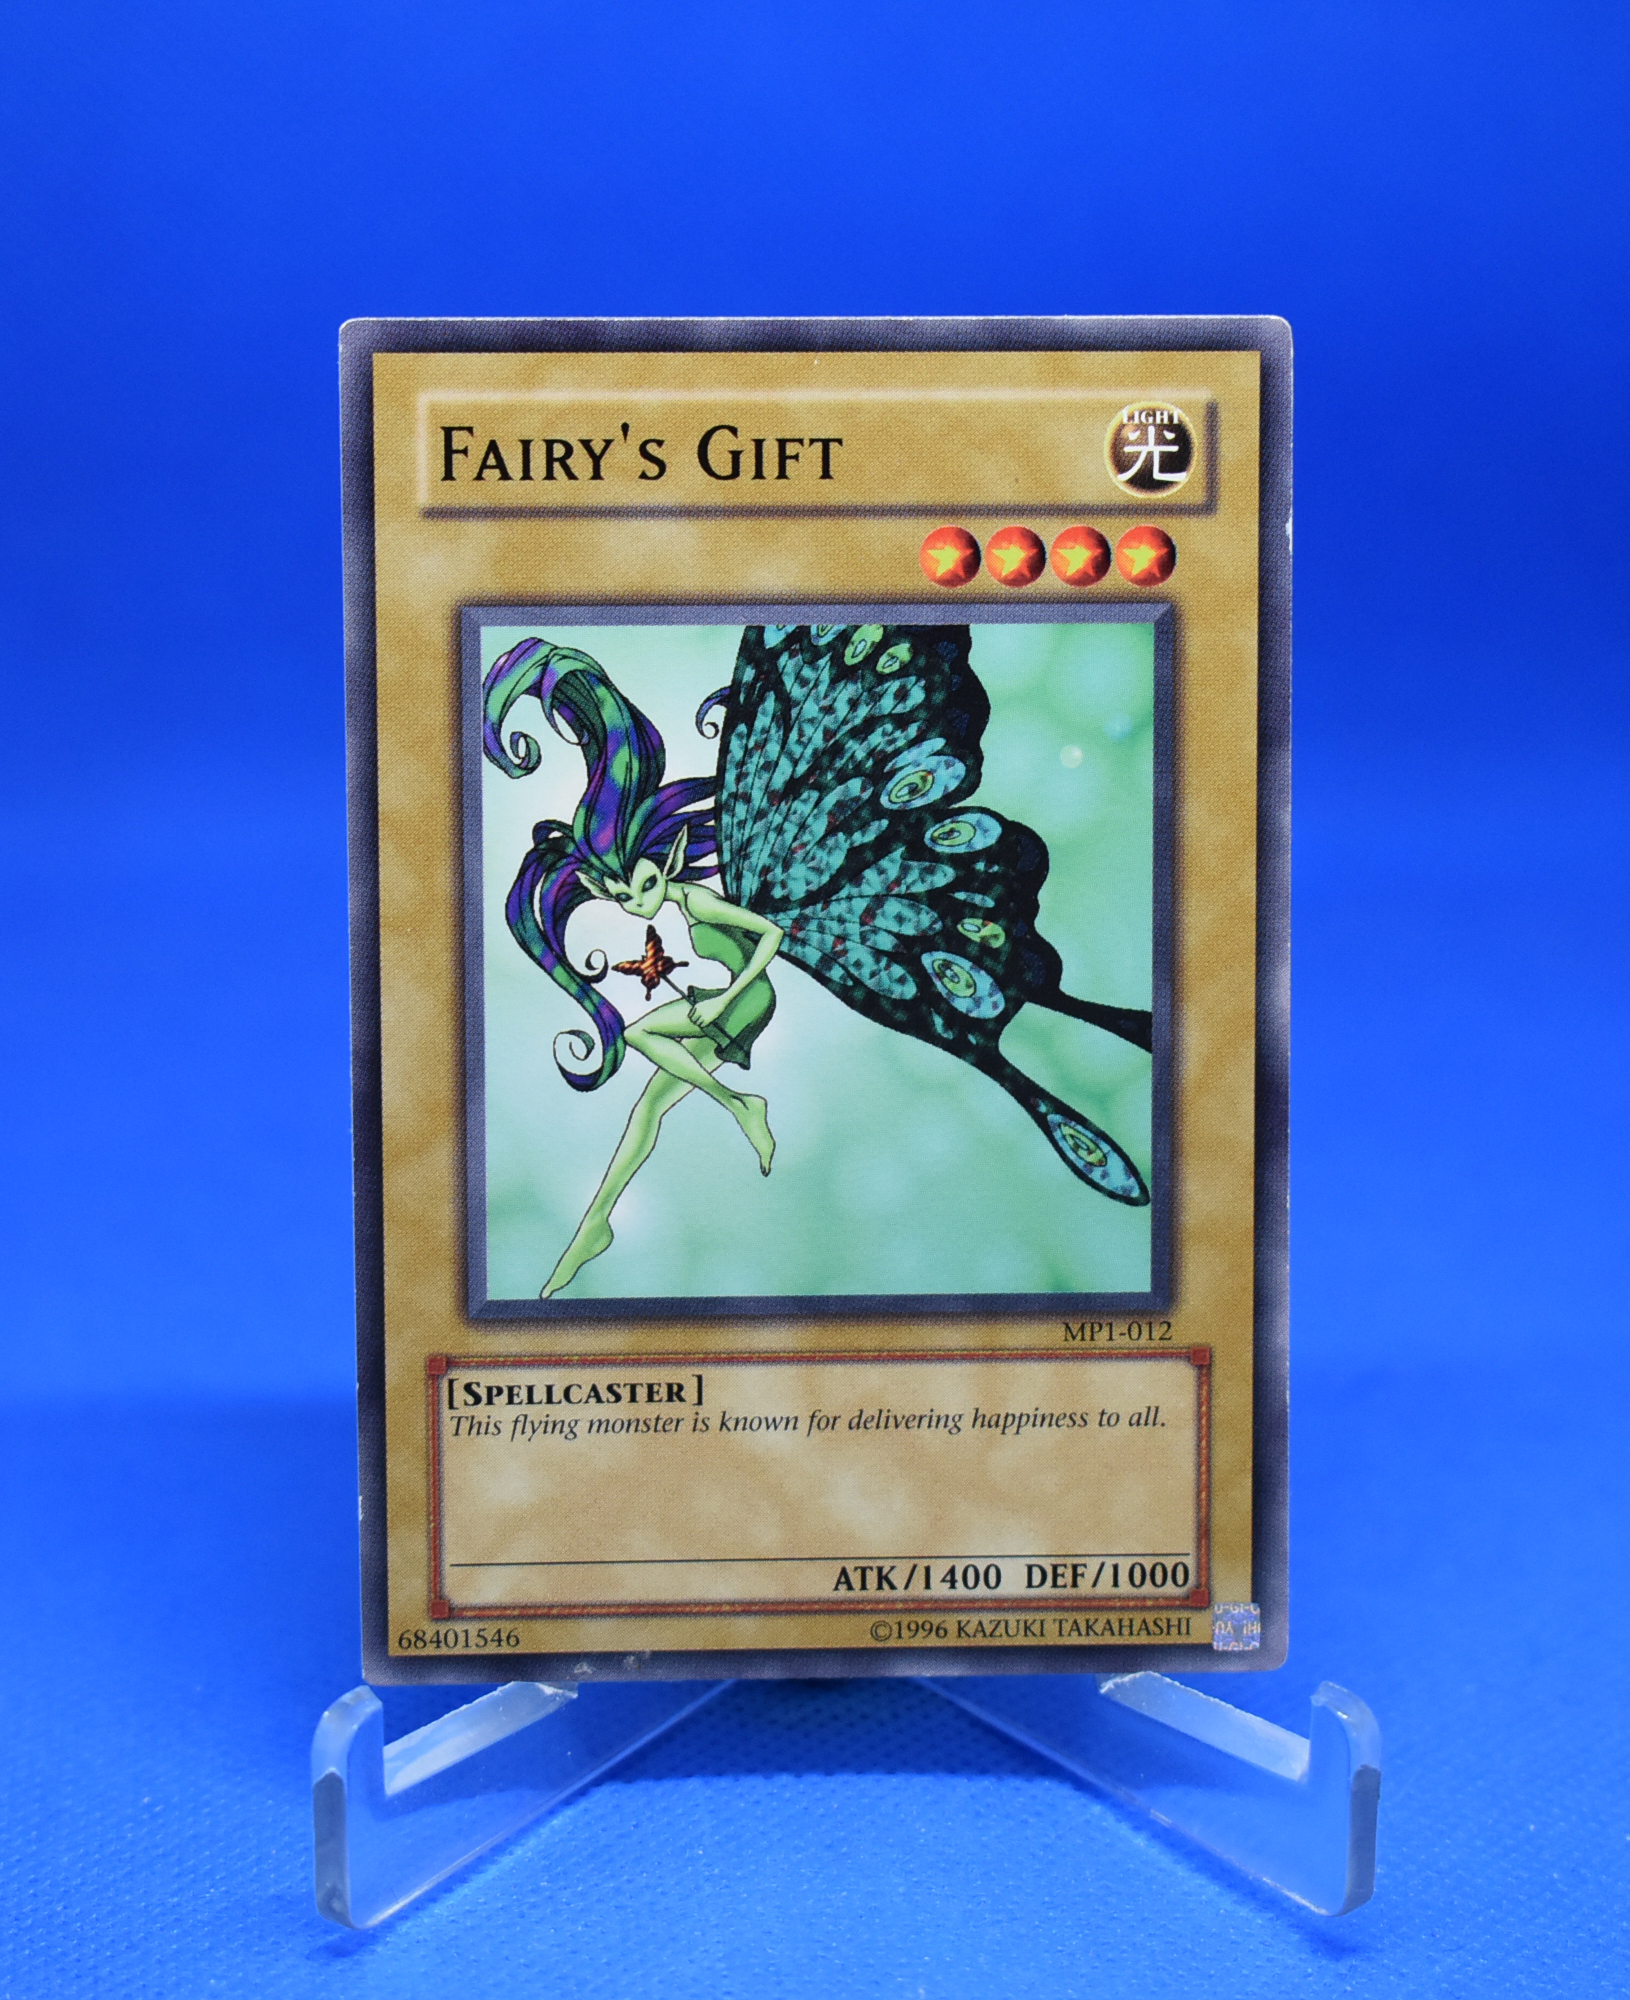 FAIRY'S GIFT
LIGHT
光
MP1-012
[SPELLCASTER]
This flying monster is known for delivering happiness to all.
ATK/1400 DEF/1000
68401546
©1996 KAZUKI TAKAHASHI